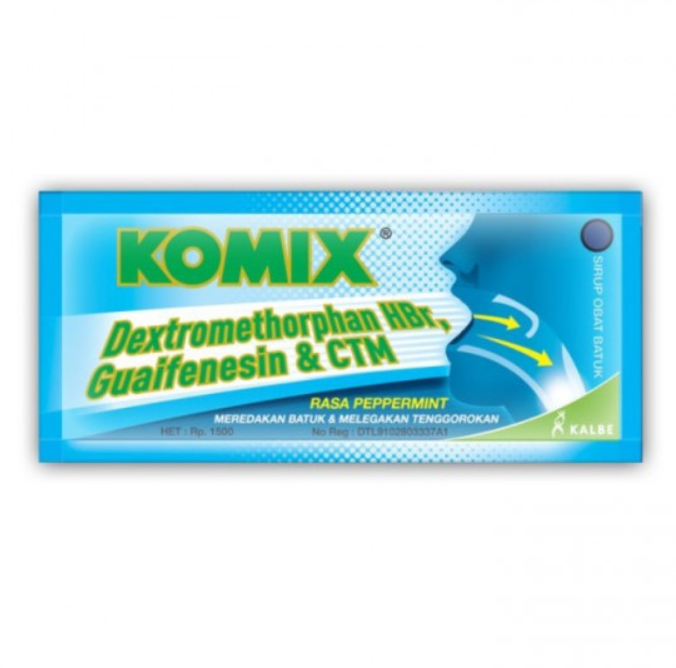 KOMIX ®
Dextromethorphan HBr,
Guaifenesin & CTM
RASA PEPPERMINT
MEREDAKAN BATUK & MELEGAKAN TENGGOROKAN
HET : Rp. 1500 No Reg : DTL9102803337A1
SIRUP OBAT BATUK
KALBE